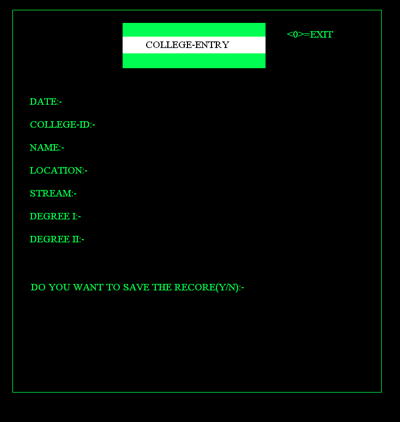 <0>=EXIT
COLLEGE-ENTRY
DATE:-
COLLEGE-ID:-
NAME:-
LOCATION:-
STREAM:-
DEGREE I:-
DEGREE II:-
DO YOU WANT TO SAVE THE RECORE(Y/N):-